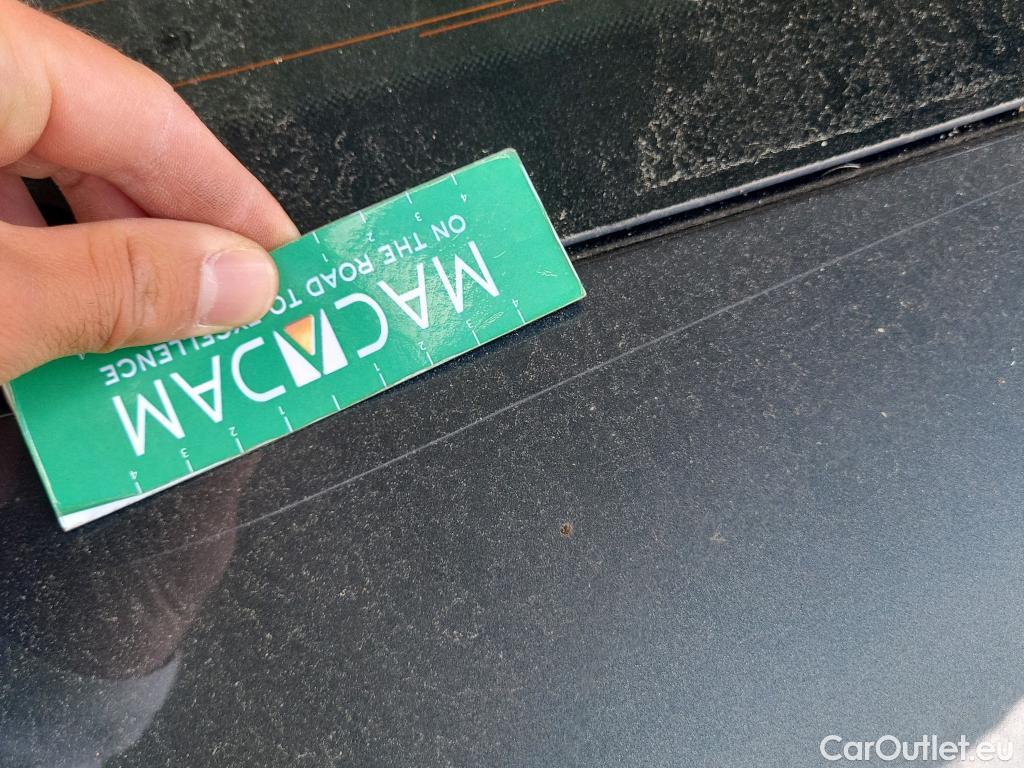 MACDAM
ON THE ROAD TO EXCELLENCE
4 3 2 1 1 2 3 4
1 2 3 4
CarOutlet.eu